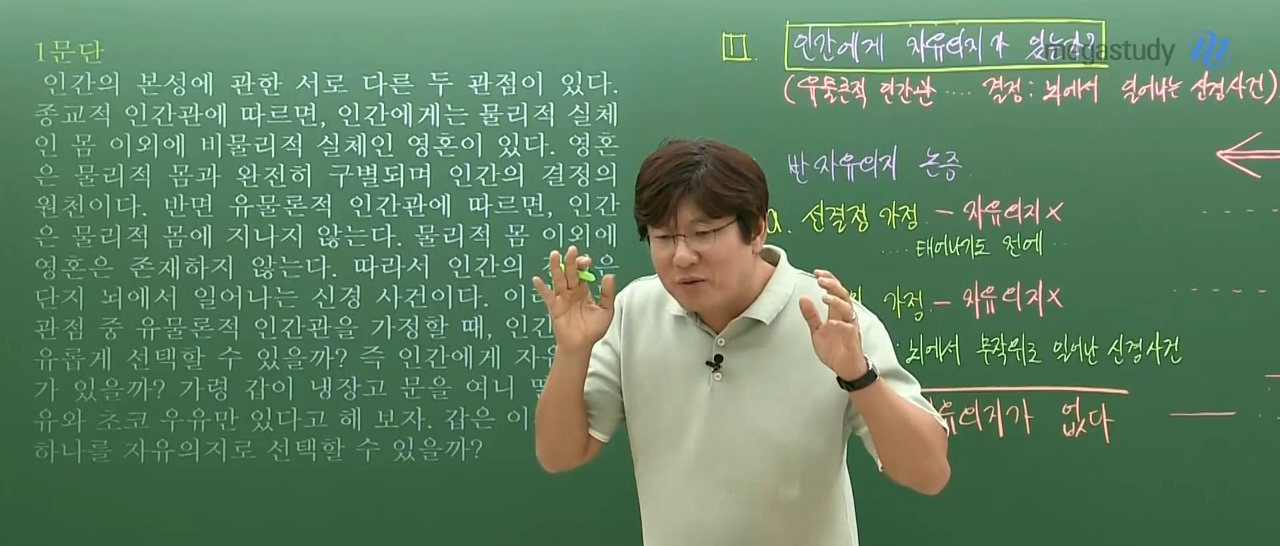 1문단
인간의 본성에 관한 서로 다른 두 관점이 있다.
종교적 인간관에 따르면, 인간에게는 물리적 실체
인 몸 이외에 비물리적 실체인 영혼이 있다. 영혼
은 물리적 몸과 완전히 구별되며 인간의 결정의
원천이다. 반면 유물론적 인간관에 따르면, 인간
은 물리적 몸에 지나지 않는다. 물리적 몸 이외에
영혼은 존재하지 않는다. 따라서 인간의
단지 뇌에서 일어나는 신경 사건이다.
관점 중 유물론적 인간관을 가정할 때,
유롭게 선택할 수 있을까? 즉 인간에게
가 있을까? 가령 갑이 냉장고 문을 여니
유와 초코 우유만 있다고 해 보자. 갑은
하나를 자유의지로 선택할 수 있을까?
1. 인간에게 자유의지가 있는가?
megastudy
(유물론적 인간관 .... 결정: 뇌에서 일어나는 신경사건)
반자유의지 논증
a. 선결정 가정 - 자유의지 X
.... 태어나기도 전에 ..
가정 - 자유의지 X
: 뇌에서 무작위로 일어난 신경사건
유의지가 없다